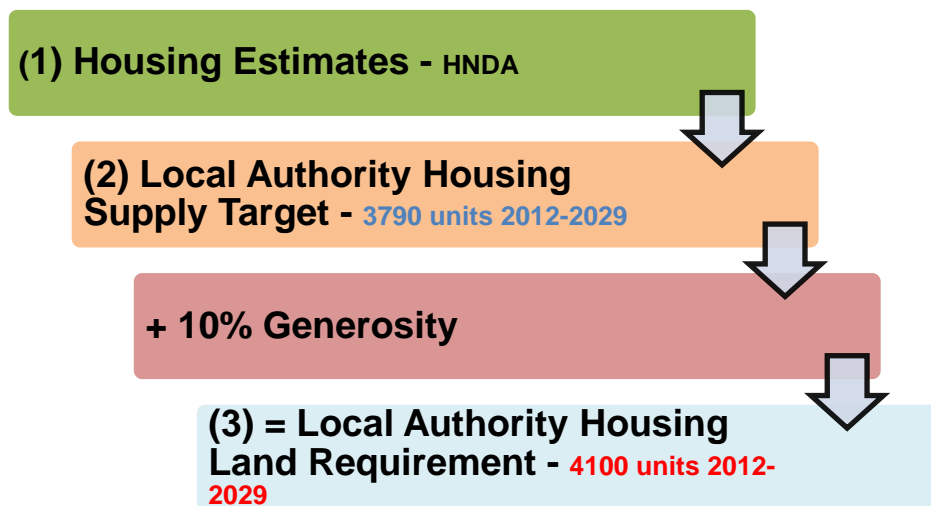 (1) Housing Estimates - HNDA
(2) Local Authority Housing
Supply Target - 3790 units 2012-2029
+ 10% Generosity
(3) = Local Authority Housing
Land Requirement - 4100 units 2012-
2029